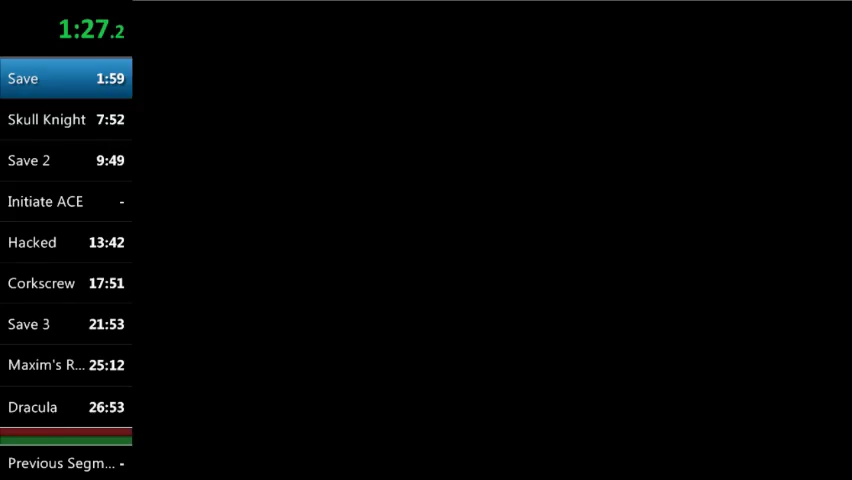 1:27.2
Save 1:59
Skull Knight 7:52
Save 2 9:49
Initiate ACE -
Hacked 13:42
Corkscrew 17:51
Save 3 21:53
Maxim's R... 25:12
Dracula 26:53
Previous Segm... -